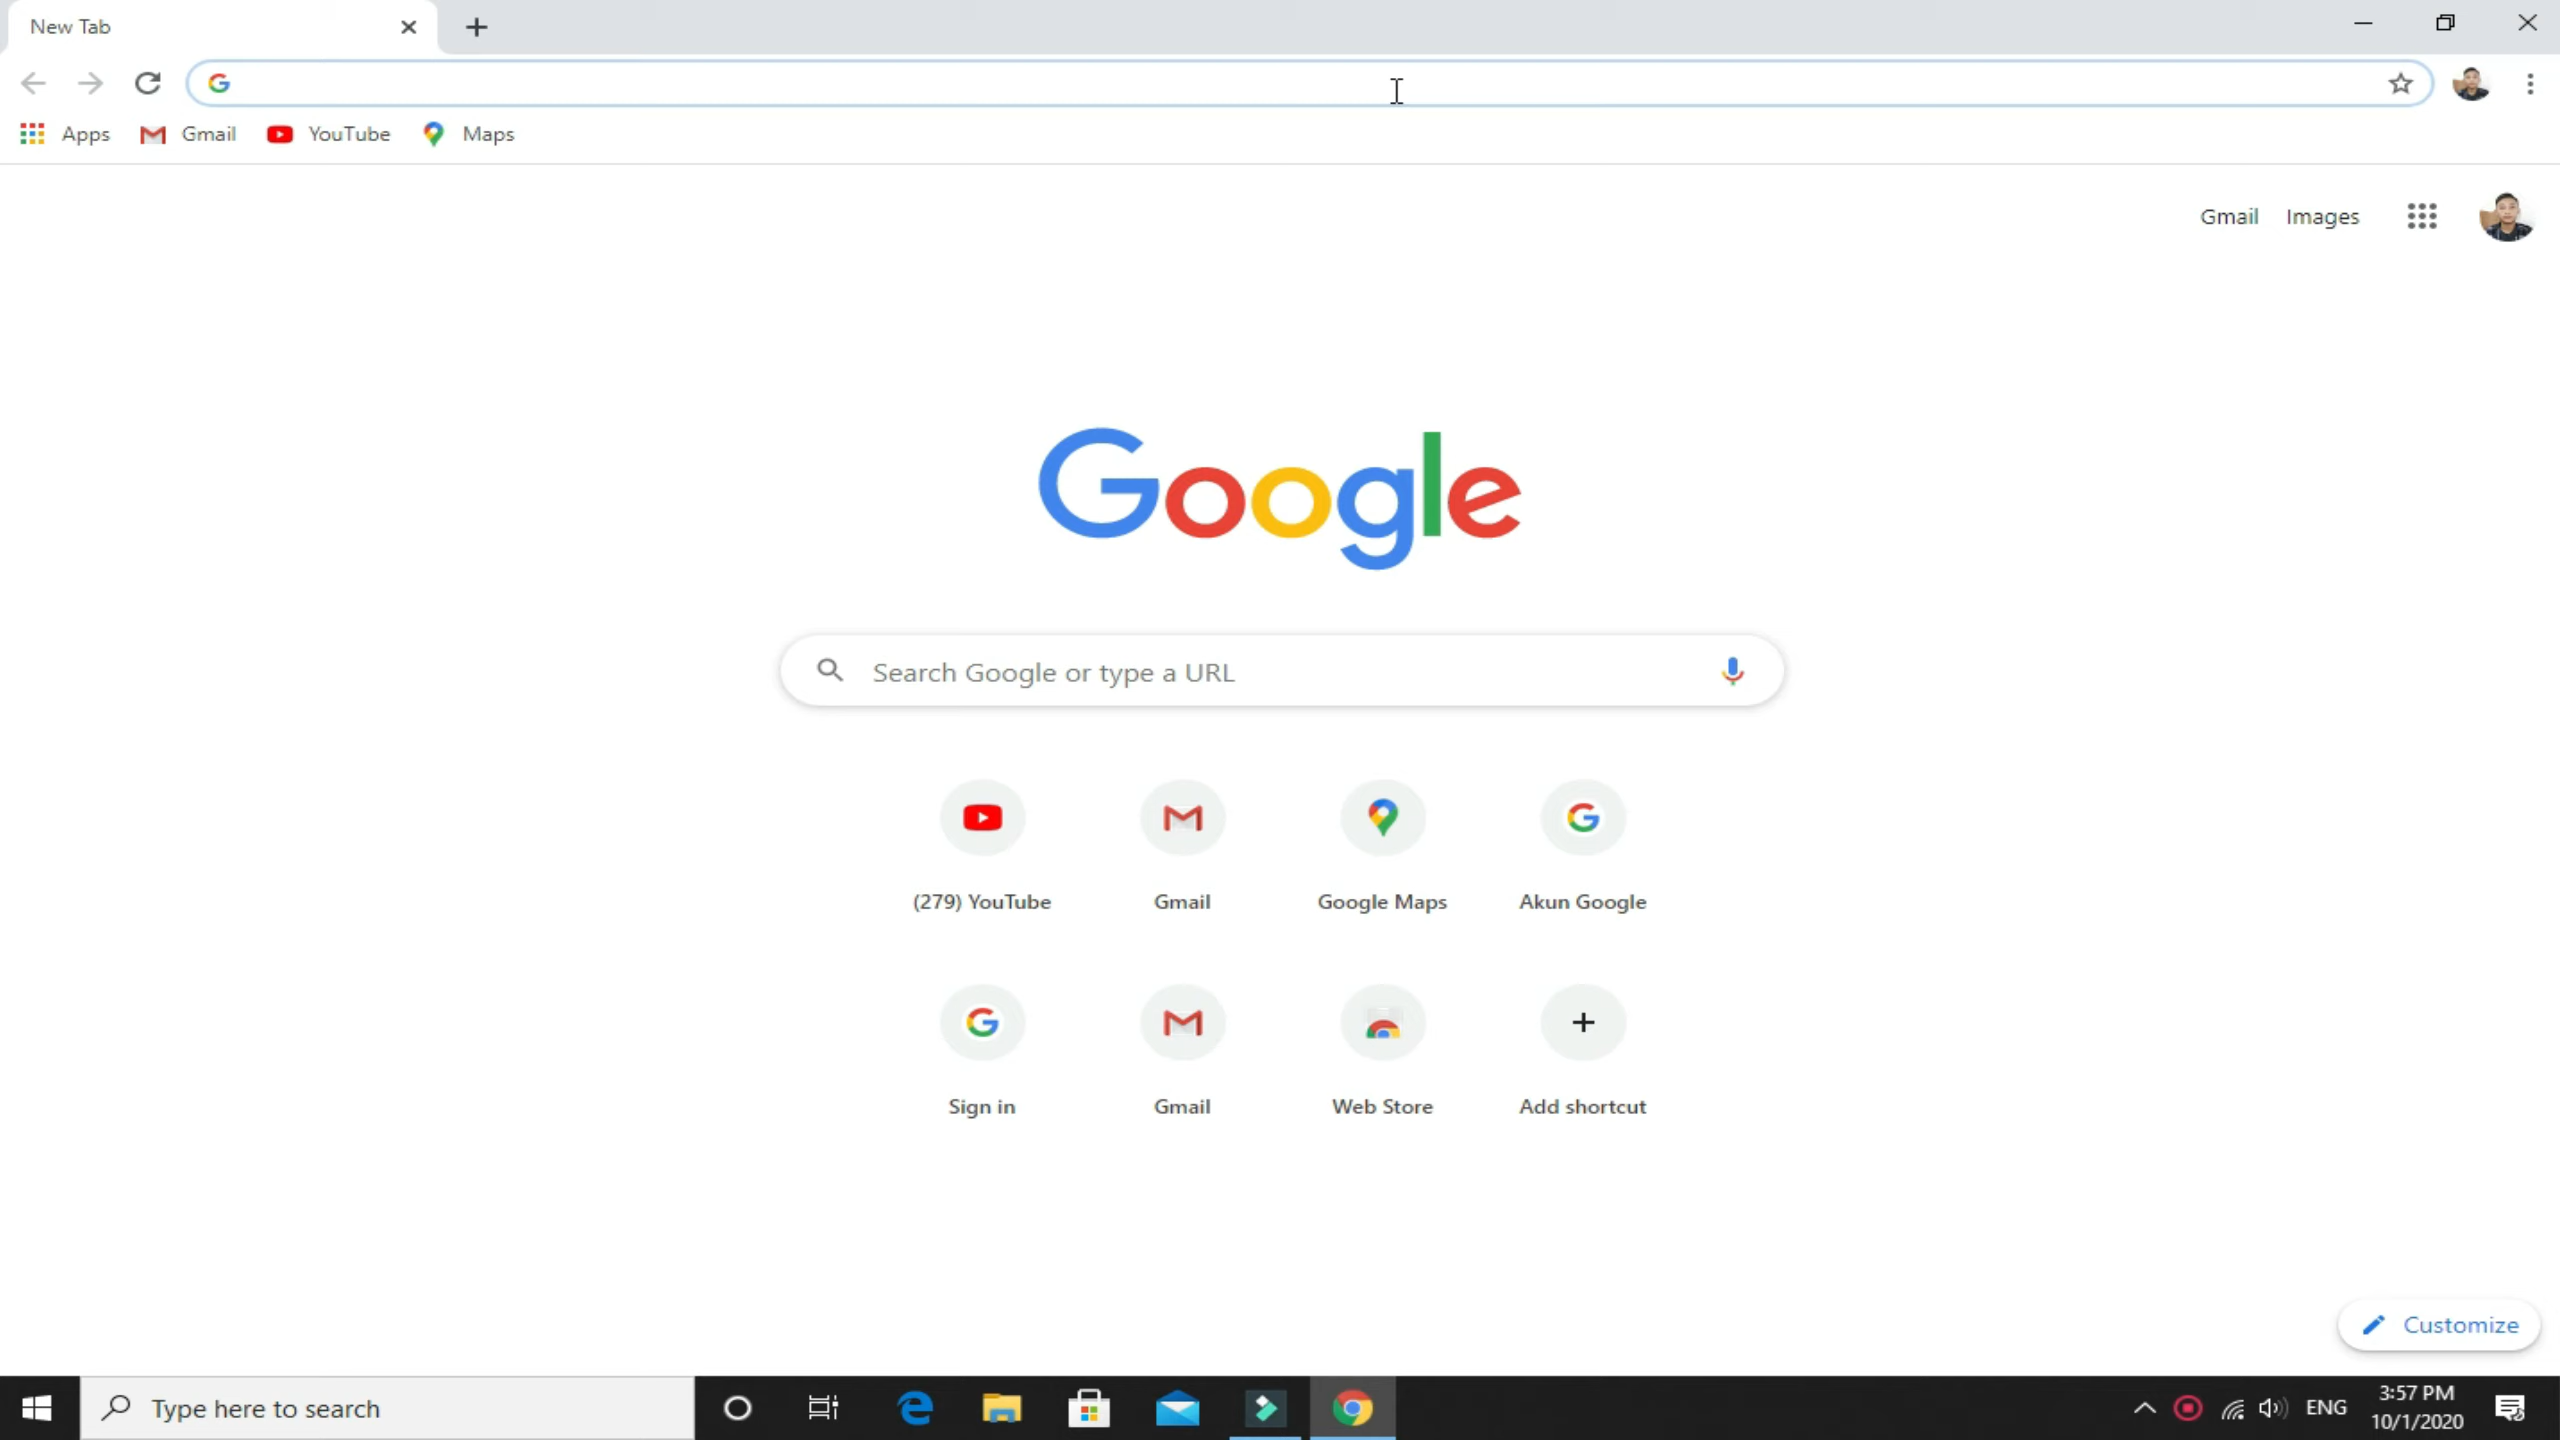 New Tab
Apps Gmail YouTube Maps
Gmail Images
Google
Search Google or type a URL
(279) YouTube Gmail Google Maps Akun Google
Sign in Gmail Web Store Add shortcut
Customize
Type here to search
ENG
3:57 PM
10/1/2020